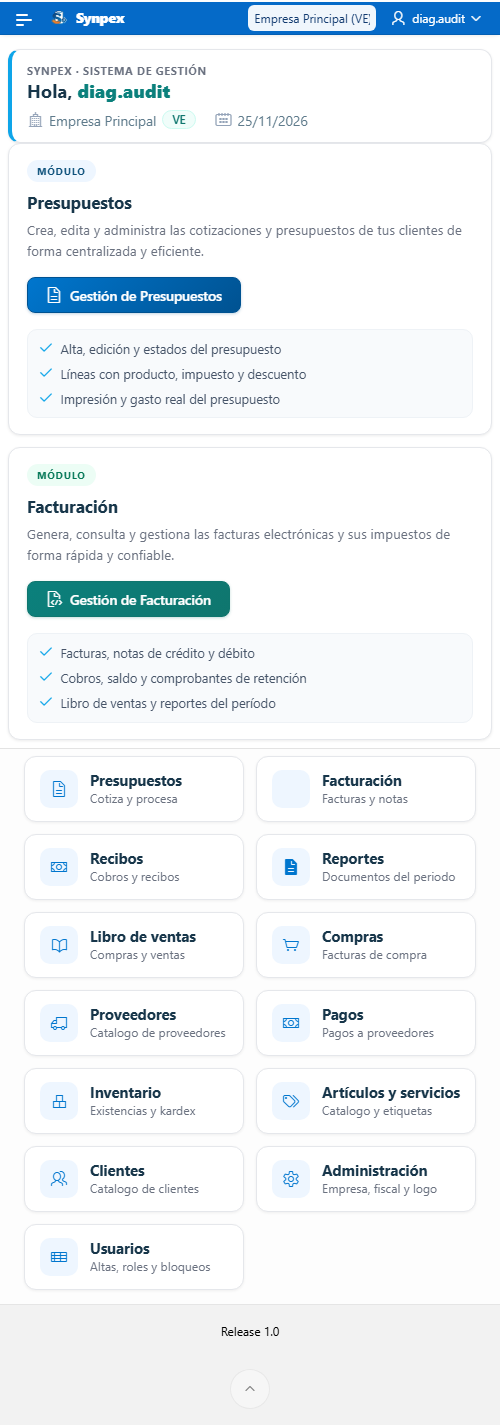 Synpex
Empresa Principal (VE)
diag.audit
SYNPEX · SISTEMA DE GESTIÓN
Hola, diag.audit
Empresa Principal VE 25/11/2026
MÓDULO
Presupuestos
Crea, edita y administra las cotizaciones y presupuestos de tus clientes de
forma centralizada y eficiente.
Gestión de Presupuestos
Alta, edición y estados del presupuesto
Líneas con producto, impuesto y descuento
Impresión y gasto real del presupuesto
MÓDULO
Facturación
Genera, consulta y gestiona las facturas electrónicas y sus impuestos de
forma rápida y confiable.
Gestión de Facturación
Facturas, notas de crédito y débito
Cobros, saldo y comprobantes de retención
Libro de ventas y reportes del período
Presupuestos
Cotiza y procesa
Facturación
Facturas y notas
Recibos
Cobros y recibos
Reportes
Documentos del periodo
Libro de ventas
Compras y ventas
Compras
Facturas de compra
Proveedores
Catalogo de proveedores
Pagos
Pagos a proveedores
Inventario
Existencias y kardex
Artículos y servicios
Catalogo y etiquetas
Clientes
Catalogo de clientes
Administración
Empresa, fiscal y logo
Usuarios
Altas, roles y bloqueos
Release 1.0